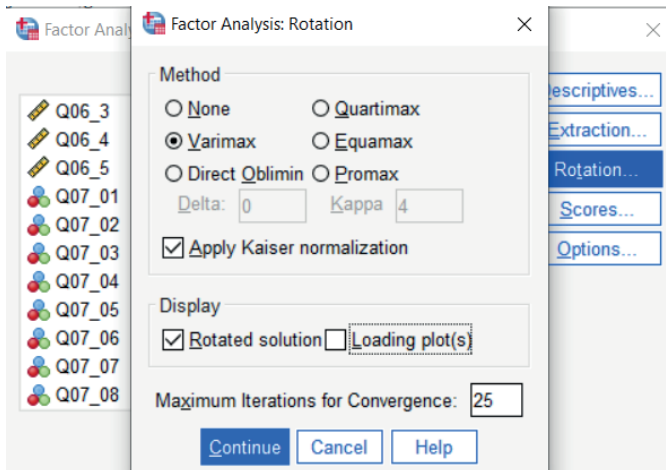 Factor Anal
Factor Analysis: Rotation
Q06_3
Q06_4
Q06_5
Q07_01
Q07_02
Q07_03
Q07_04
Q07_05
Q07_06
Q07_07
Q07_08
Method
None Quartimax
Varimax Equamax
Direct Oblimin Promax
Delta: 0 Kappa 4
Apply Kaiser normalization
Display
Rotated solution Loading plot(s)
Maximum Iterations for Convergence: 25
Continue Cancel Help
escriptives...
Extraction...
Rotation...
Scores...
Options...